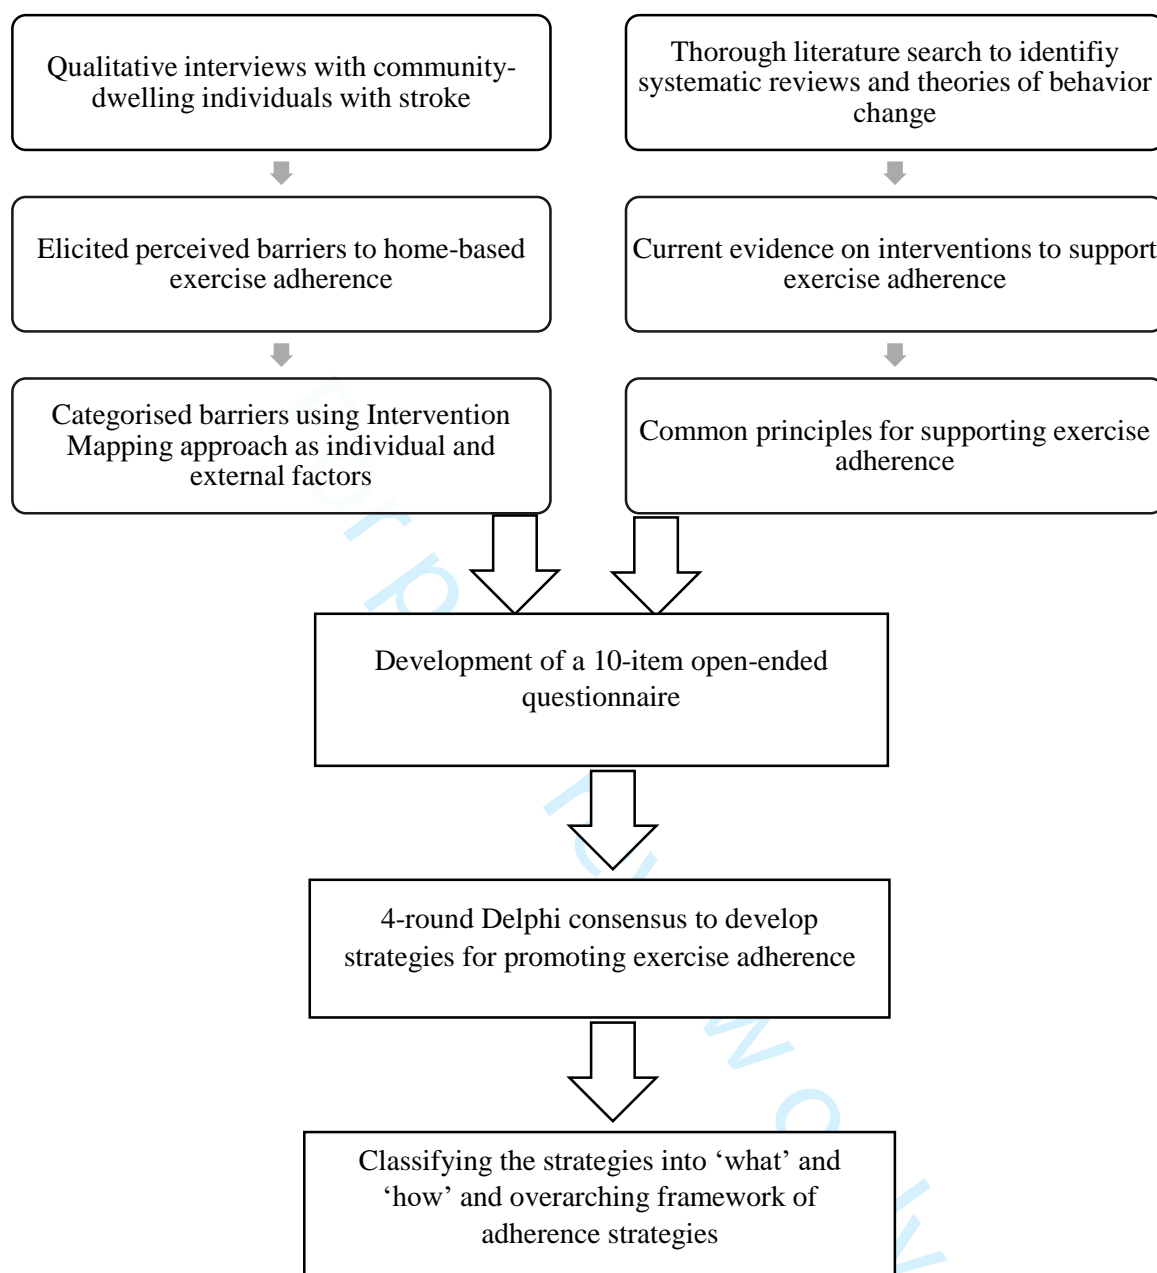 Qualitative interviews with community-
dwelling individuals with stroke
Thorough literature search to identifiy
systematic reviews and theories of behavior
change
Elicited perceived barriers to home-based
exercise adherence
Current evidence on interventions to support
exercise adherence
Categorised barriers using Intervention
Mapping approach as individual and
external factors
Common principles for supporting exercise
adherence
Development of a 10-item open-ended
questionnaire
4-round Delphi consensus to develop
strategies for promoting exercise adherence
Classifying the strategies into ‘what’ and
‘how’ and overarching framework of
adherence strategies